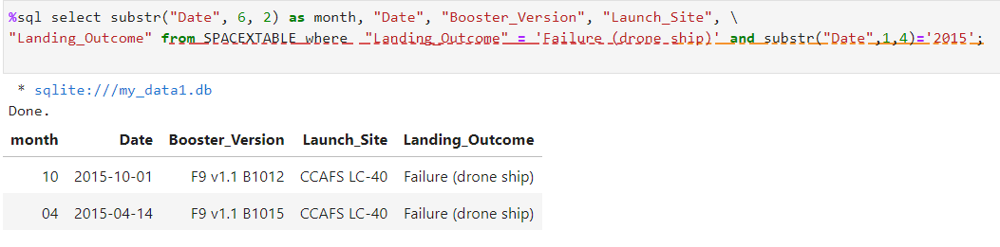 %sql select substr("Date", 6, 2) as month, "Date", "Booster_Version", "Launch_Site", \
"Landing_Outcome" from SPACEXTABLE where  "Landing_Outcome" = 'Failure (drone ship)' and substr("Date",1,4)='2015';
* sqlite:///my_data1.db
Done.
month Date Booster_Version Launch_Site Landing_Outcome
10 2015-10-01 F9 v1.1 B1012 CCAFS LC-40 Failure (drone ship)
04 2015-04-14 F9 v1.1 B1015 CCAFS LC-40 Failure (drone ship)